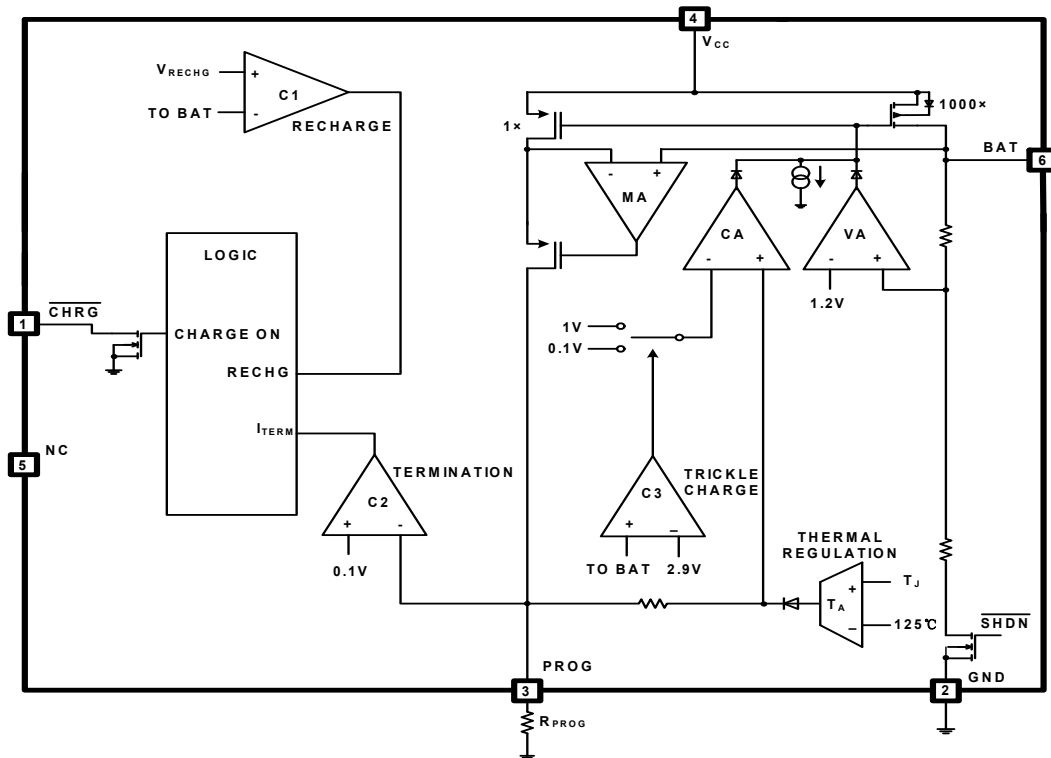 4
VCC
VRECHG
+
C1
TO BAT
-
RECHARGE
1×
1000×
BAT
6
-
+
MA
CA
VA
-
+
-
+
1.2V
LOGIC
CHRG
1
CHARGE ON
1V
0.1V
RECHG
ITERM
NC
5
TERMINATION
C2
+
-
0.1V
TRICKLE
CHARGE
C3
+
–
TO BAT
2.9V
THERMAL
REGULATION
+
TJ
TA
–
125℃
SHDN
PROG
3
GND
2
RPROG